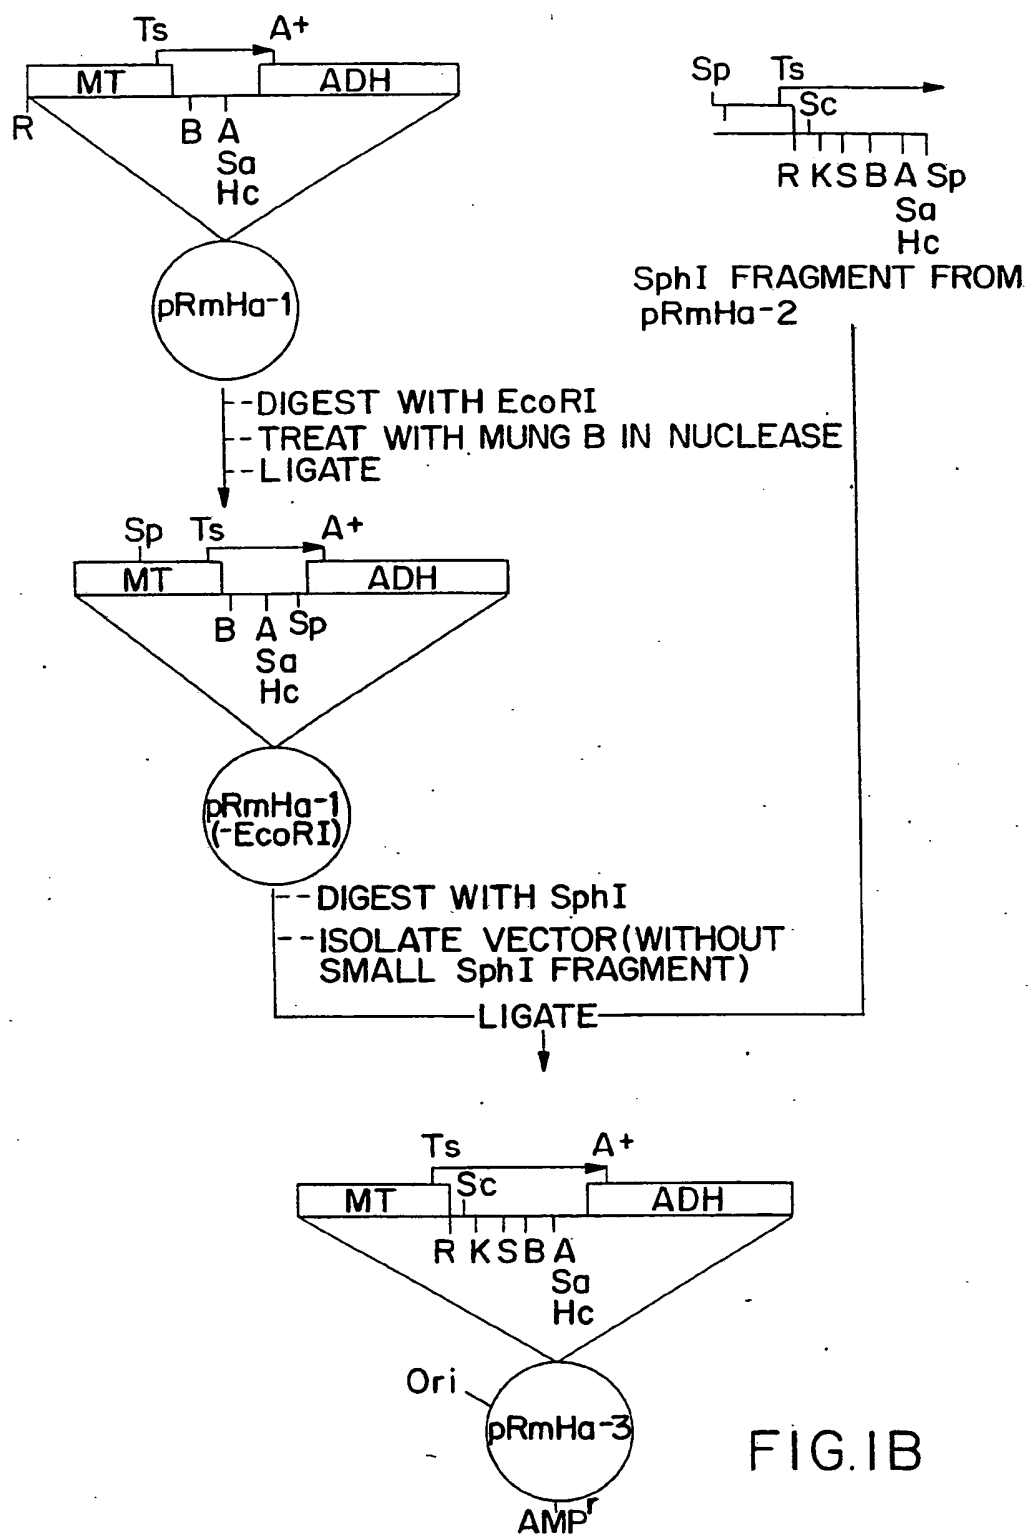 Ts A+
MT ADH
R B A
Sa
Hc
pRmHa-1
Sp Ts
Sc
R K S B A Sp
Sa
Hc
SphI FRAGMENT FROM
pRmHa-2
--DIGEST WITH EcoRI
--TREAT WITH MUNG B IN NUCLEASE
--LIGATE
Sp Ts A+
MT ADH
B A Sp
Sa
Hc
pRmHa-1
(-EcoRI)
--DIGEST WITH SphI
--ISOLATE VECTOR(WITHOUT
SMALL SphI FRAGMENT)
LIGATE
Ts A+
Sc
MT ADH
R K S B A
Sa
Hc
Ori
pRmHa-3
AMPr
FIG.1B